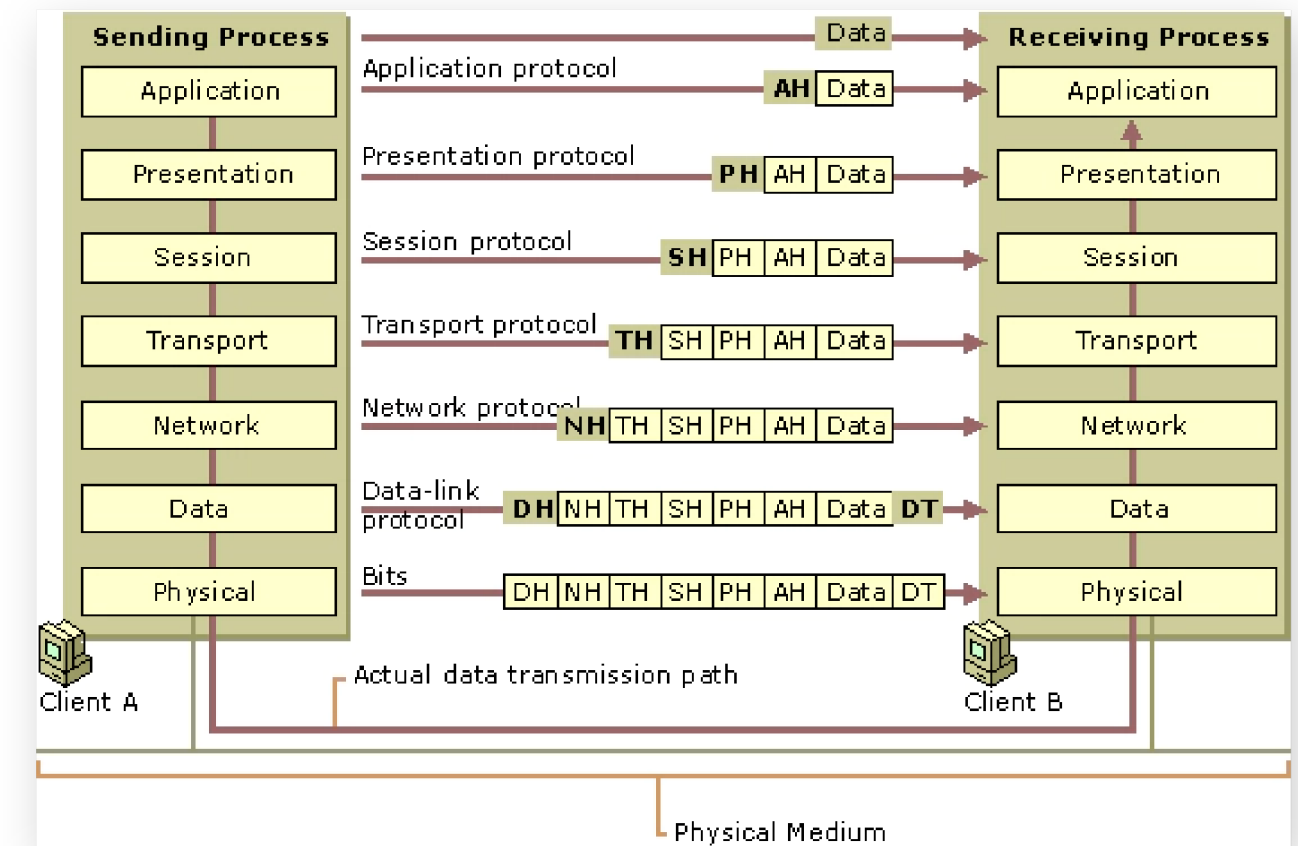 Sending Process
Data
Receiving Process
Application protocol
Application
AH Data
Application
Presentation protocol
Presentation
PH AH Data
Presentation
Session protocol
Session
SH PH AH Data
Session
Transport protocol
Transport
TH SH PH AH Data
Transport
Network protocol
Network
NH TH SH PH AH Data
Network
Data-link
protocol
Data
DH NH TH SH PH AH Data DT
Data
Bits
Physical
DH NH TH SH PH AH Data DT
Physical
Actual data transmission path
Client A
Client B
Physical Medium